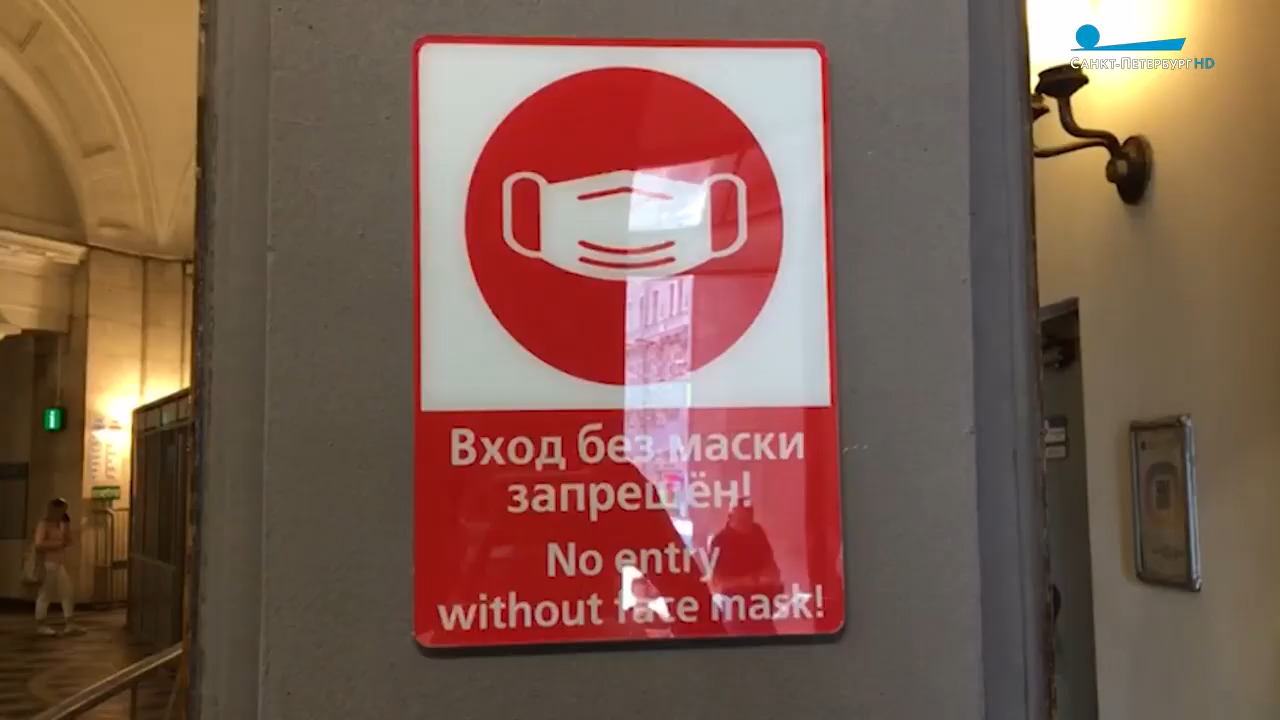 Санкт-Петербург HD
Вход без маски
запрещён!
No entry
without face mask!